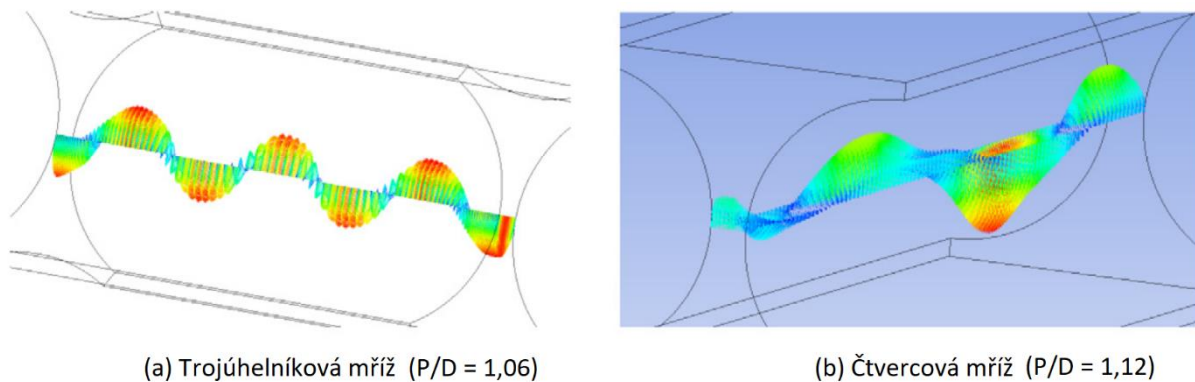 (a) Trojúhelníková mříž (P/D = 1,06)
(b) Čtvercová mříž (P/D = 1,12)